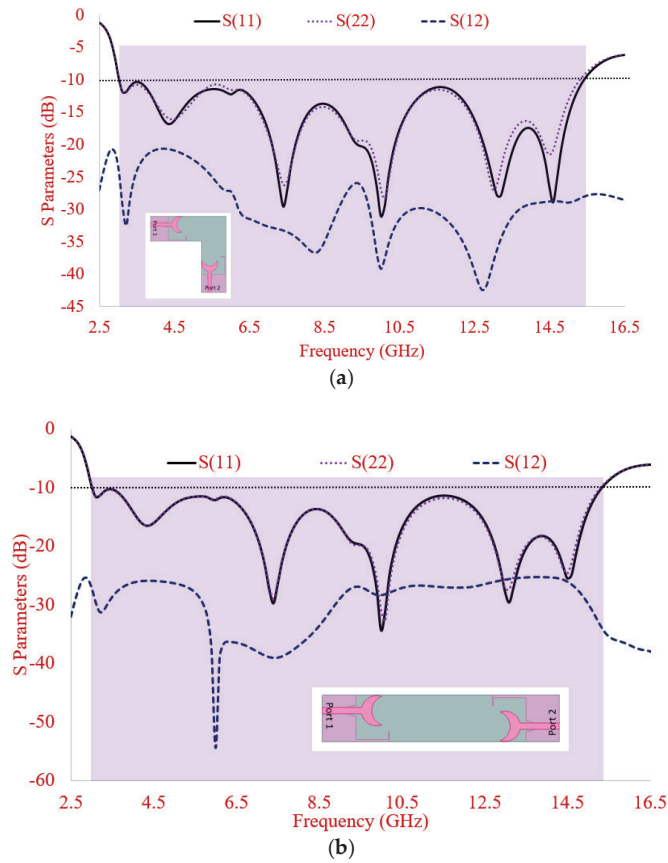 S(11) S(22) S(12)
0
-5
-10
-15
-20
-25
-30
-35
-40
-45
S Parameters (dB)
Port 1
Port 2
2.5 4.5 6.5 8.5 10.5 12.5 14.5 16.5
Frequency (GHz)
(a)
0
S(11) S(22) S(12)
-10
-20
-30
-40
-50
-60
S Parameters (dB)
Port 1
Port 2
2.5 4.5 6.5 8.5 10.5 12.5 14.5 16.5
Frequency (GHz)
(b)